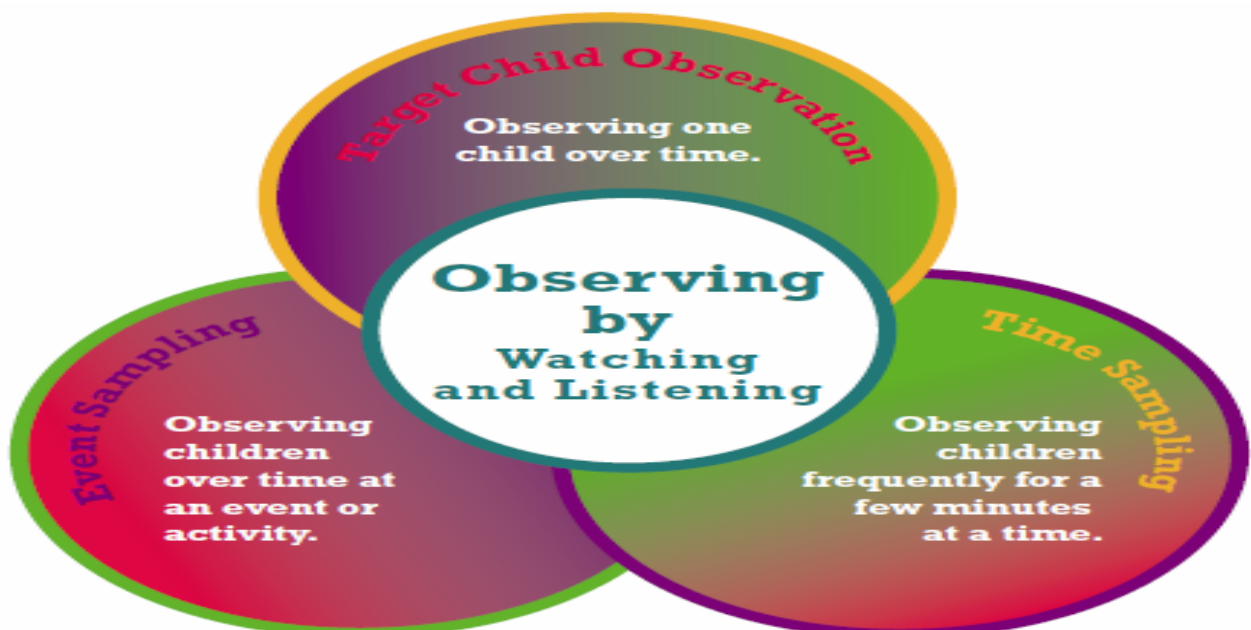 Target Child Observation
Observing one
child over time.
Observing
by
Watching
and Listening
Event Sampling
Observing
children
over time at
an event or
activity.
Time Sampling
Observing
children
frequently for a
few minutes
at a time.